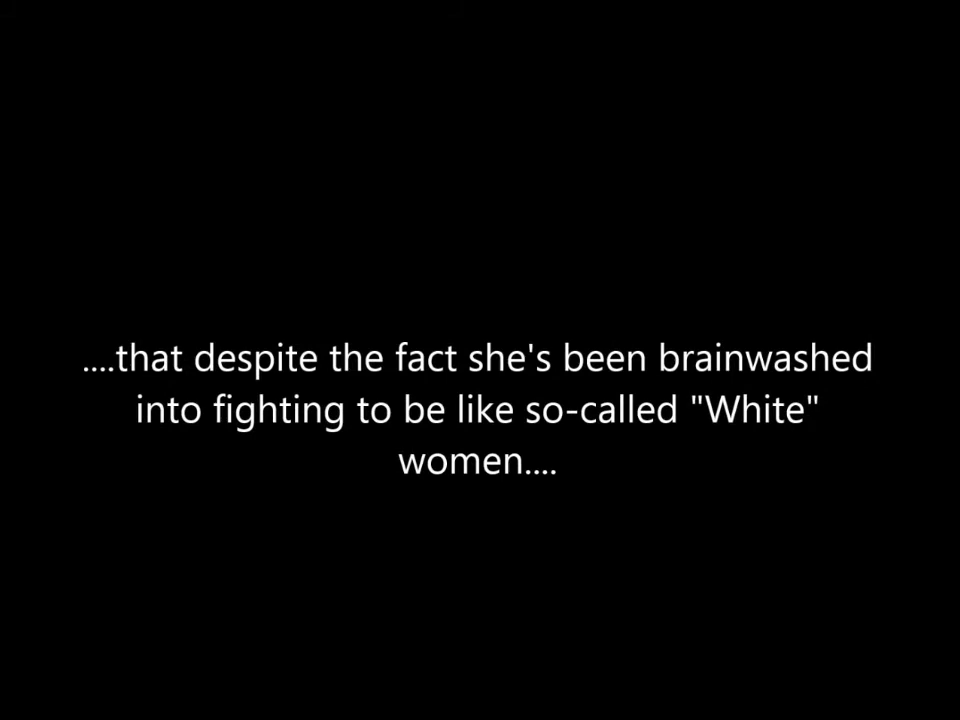 ....that despite the fact she's been brainwashed
into fighting to be like so-called "White"
women....